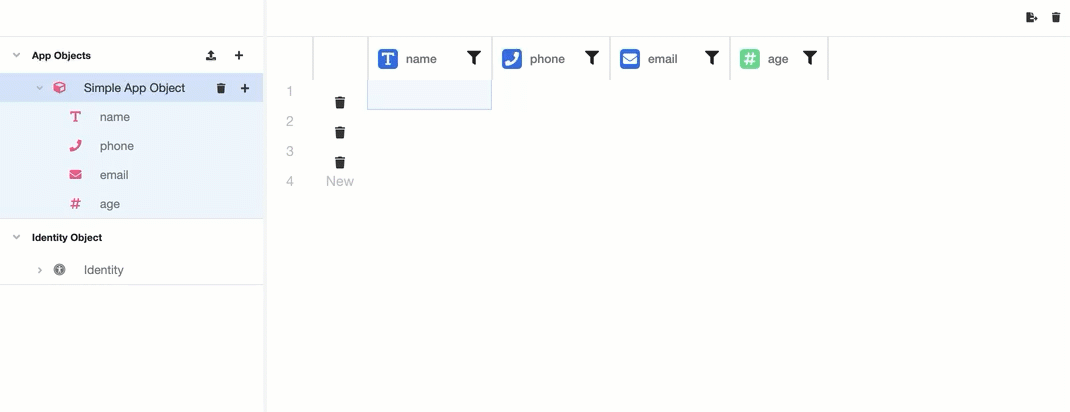 App Objects
Simple App Object
name
phone
email
age
Identity Object
Identity
name phone email age
1
2
3
4 New